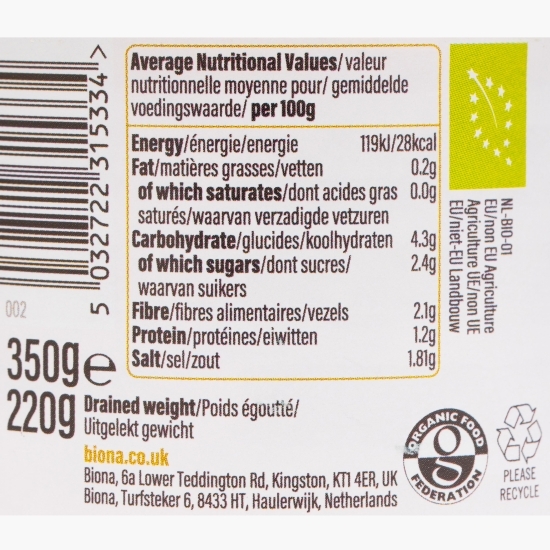 Average Nutritional Values/valeur
nutritionnelle moyenne pour/ gemiddelde
voedingswaarde/ per 100g
Energy/énergie/energie 119kJ/28kcal
Fat/matières grasses/vetten 0.2g
of which saturates/dont acides gras 0.0g
saturés/waarvan verzadigde vetzuren
Carbohydrate/glucides/koolhydraten 4.3g
of which sugars/dont sucres/ 2.4g
waarvan suikers
Fibre/fibres alimentaires/vezels 2.1g
Protein/protéines/eiwitten 1.2g
Salt/sel/zout 1.81g
5 032722 315334 >
002
NL-BIO-01
EU/non EU Agriculture
Agriculture UE/non UE
EU/niet-EU Landbouw
350g e
220g Drained weight/Poids égoutté/
Uitgelekt gewicht
biona.co.uk
Biona, 6a Lower Teddington Rd, Kingston, KT1 4ER, UK
Biona, Turfsteker 6, 8433 HT, Haulerwijk, Netherlands
ORGANIC FOOD
FEDERATION
PLEASE
RECYCLE